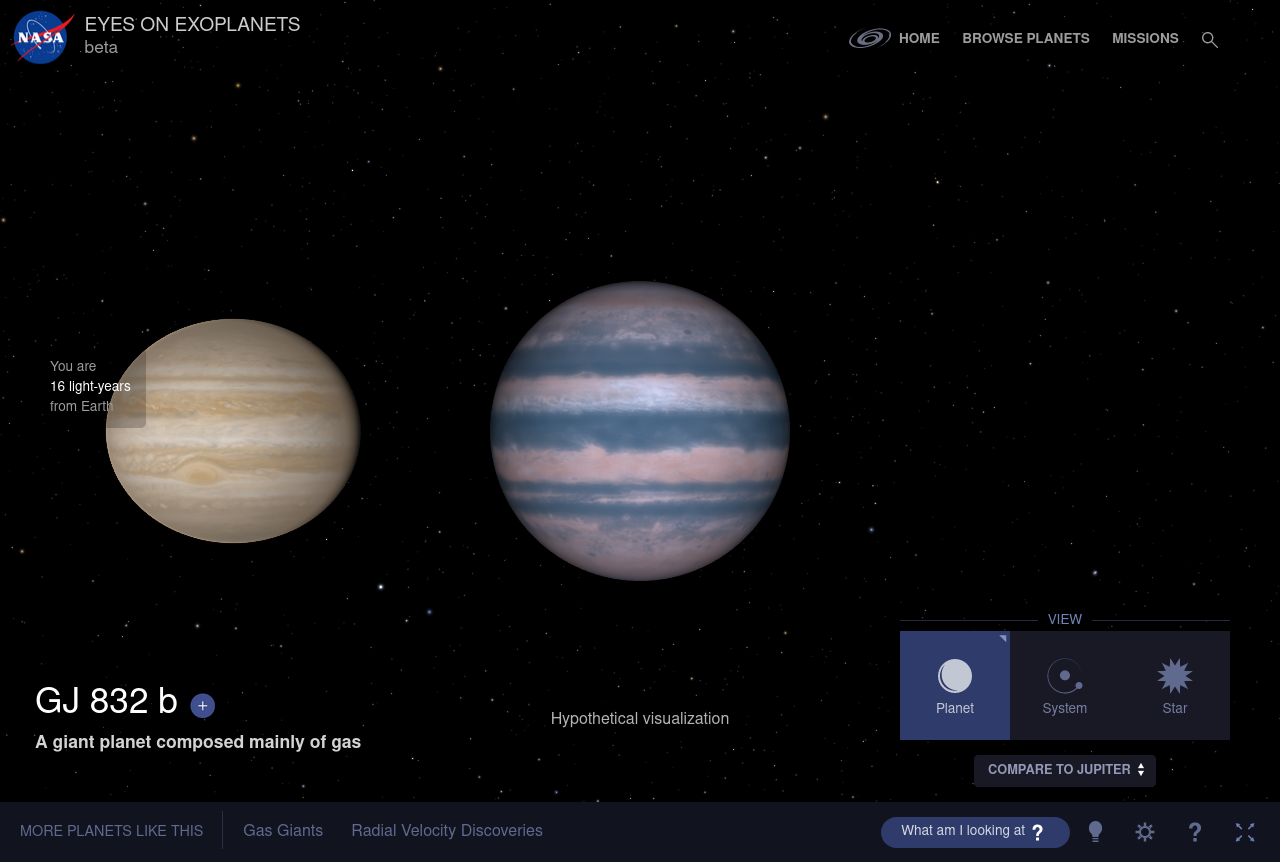 NASA
EYES ON EXOPLANETS
beta
HOME
BROWSE PLANETS
MISSIONS
You are
16 light-years
from Earth
GJ 832 b +
A giant planet composed mainly of gas
Hypothetical visualization
VIEW
Planet
System
Star
COMPARE TO JUPITER
MORE PLANETS LIKE THIS
Gas Giants
Radial Velocity Discoveries
What am I looking at ?
?